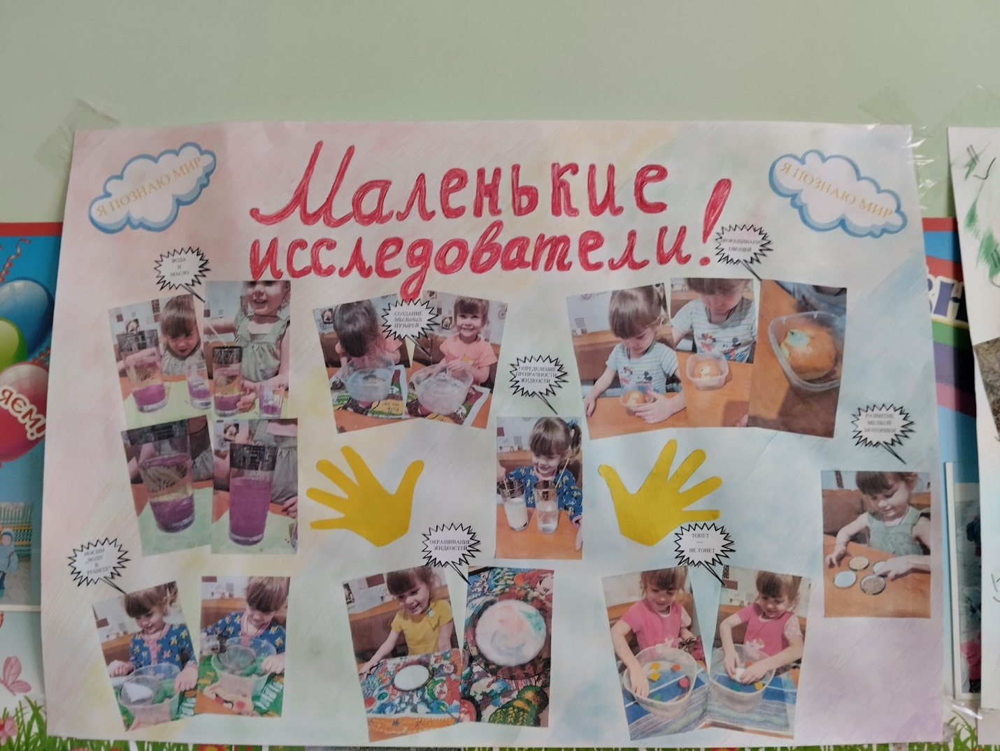 Я ПОЗНАЮ МИР
Маленькие
исследователи!
Я ПОЗНАЮ МИР
ВОДА
И
МАСЛО
СОЗДАНИЕ
МЫЛЬНЫХ
ПУЗЫРЕЙ
ПРОРАЩИВАНИЕ
ОВОЩЕЙ
ОПРЕДЕЛЕНИЕ
ПРОЗРАЧНОСТИ
ЖИДКОСТИ
РАЗВИТИЕ
МЕЛКОЙ
МОТОРИКИ
НОСИМ
"ВОДУ
В
РЕШЕТЕ"
ОКРАШИВАНИЕ
ЖИДКОСТЕЙ
ТОНЕТ
—
НЕ ТОНЕТ
ЯЄМ!